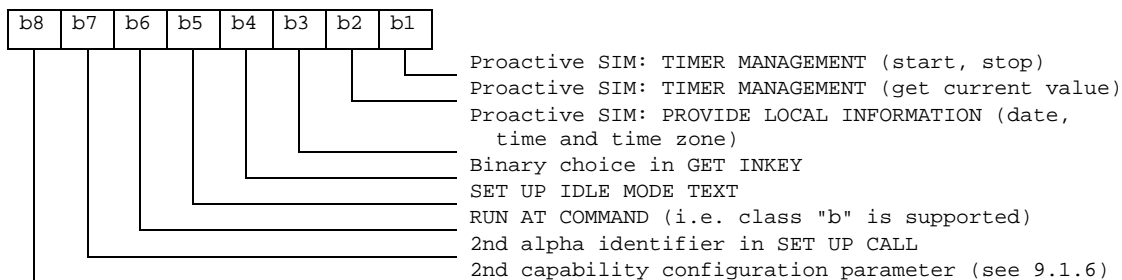 b8 b7 b6 b5 b4 b3 b2 b1
Proactive SIM: TIMER MANAGEMENT (start, stop)
Proactive SIM: TIMER MANAGEMENT (get current value)
Proactive SIM: PROVIDE LOCAL INFORMATION (date,
time and time zone)
Binary choice in GET INKEY
SET UP IDLE MODE TEXT
RUN AT COMMAND (i.e. class "b" is supported)
2nd alpha identifier in SET UP CALL
2nd capability configuration parameter (see 9.1.6)